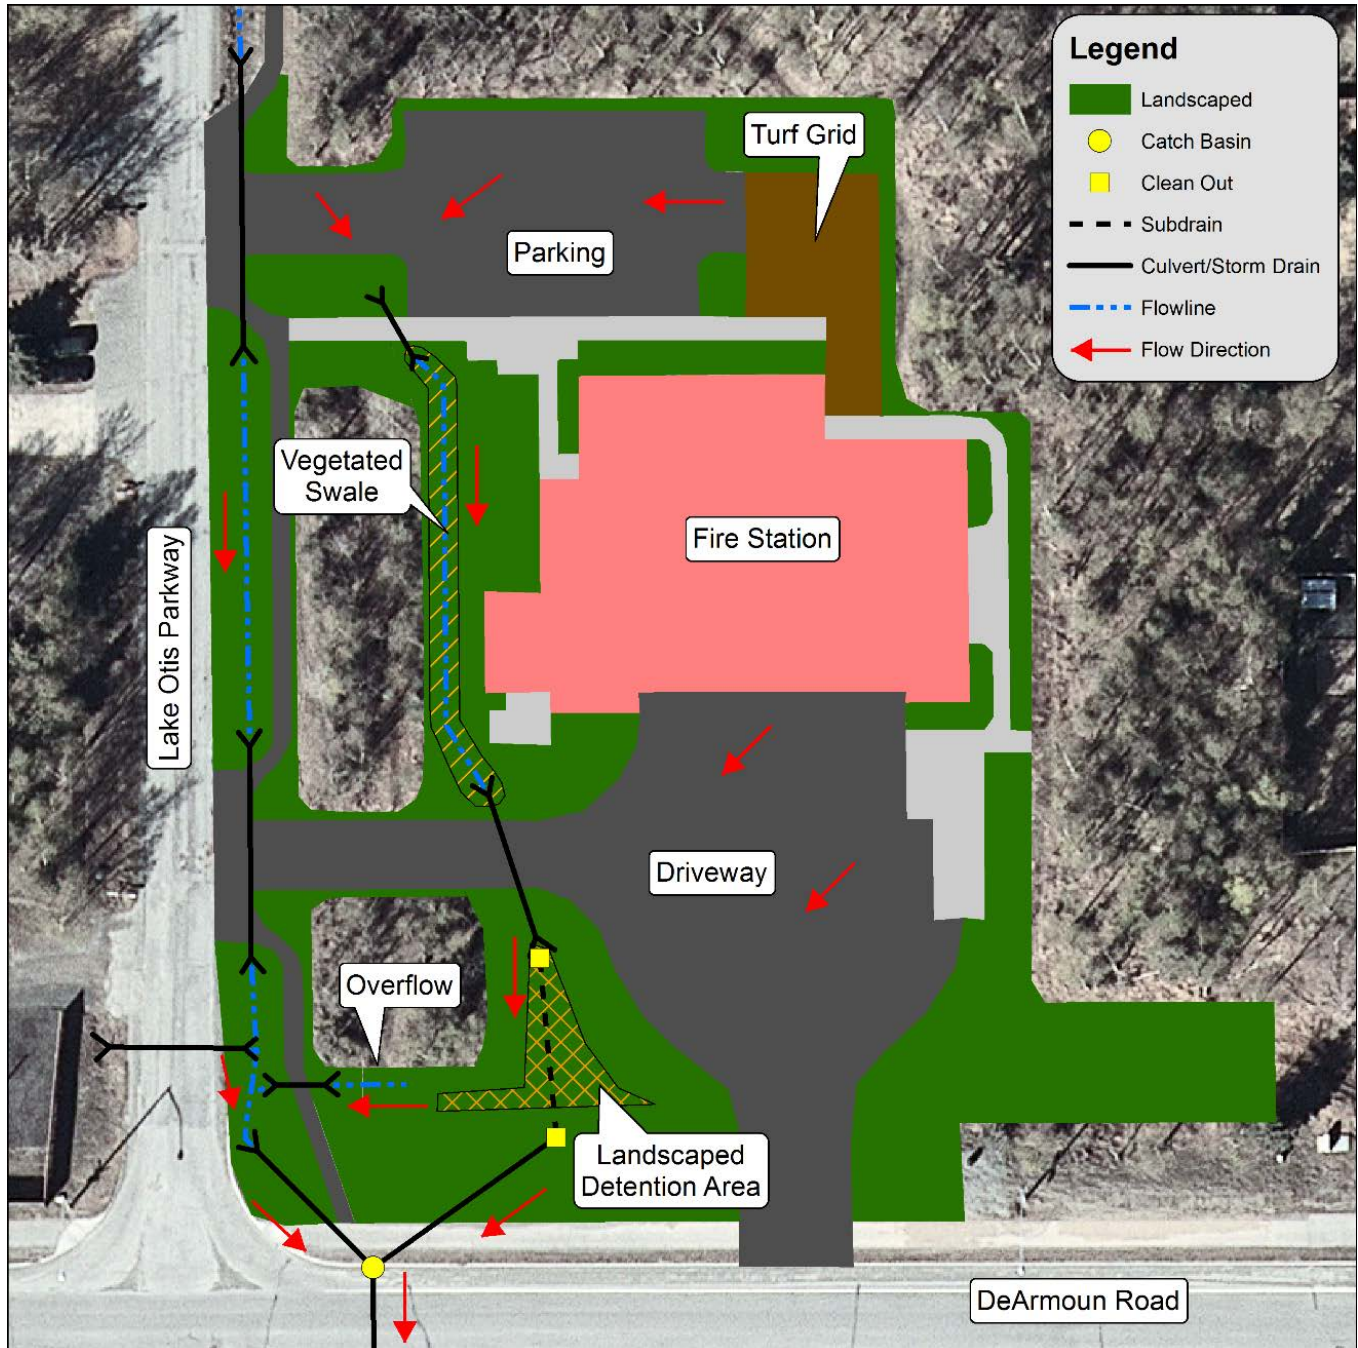 Legend
Landscaped
Catch Basin
Clean Out
Subdrain
Culvert/Storm Drain
Flowline
Flow Direction
Turf Grid
Parking
Vegetated
Swale
Fire Station
Lake Otis Parkway
Driveway
Overflow
Landscaped
Detention Area
DeArmoun Road